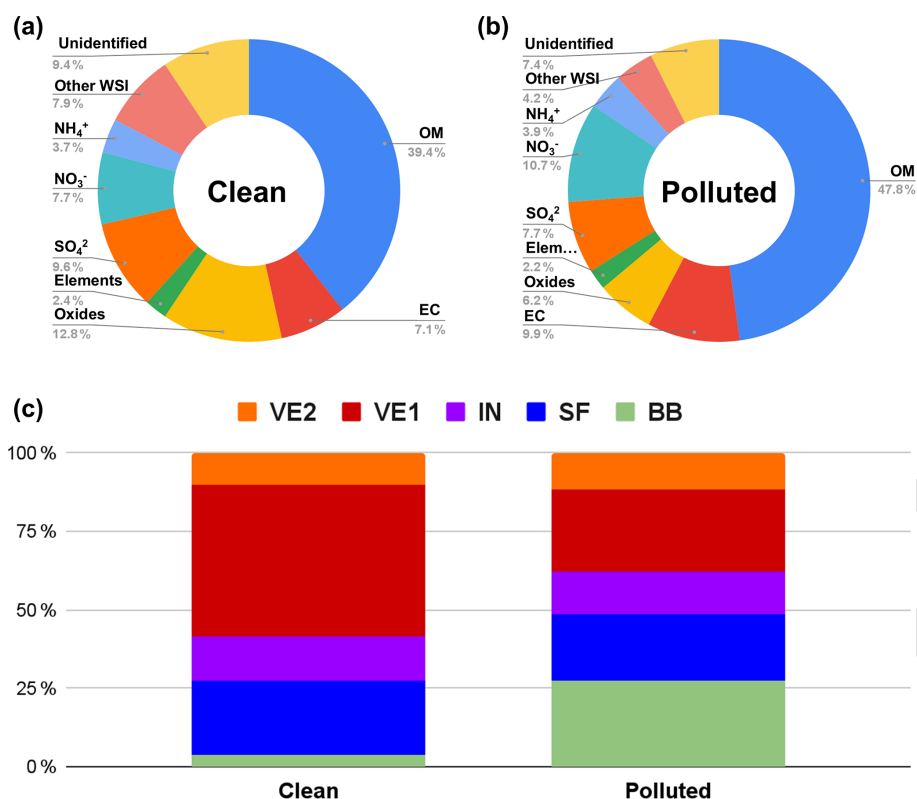 (a)
Unidentified
9.4 %
Other WSI
7.9 %
NH₄⁺
3.7 %
NO₃⁻
7.7 %
SO₄²
9.6 %
Elements
2.4 %
Oxides
12.8 %
Clean
OM
39.4 %
EC
7.1 %
(b)
Unidentified
7.4 %
Other WSI
4.2 %
NH₄⁺
3.9 %
NO₃⁻
10.7 %
SO₄²
7.7 %
Elem...
2.2 %
Oxides
6.2 %
EC
9.9 %
Polluted
OM
47.8 %
(c)
VE2 VE1 IN SF BB
100 %
75 %
50 %
25 %
0 %
Clean Polluted